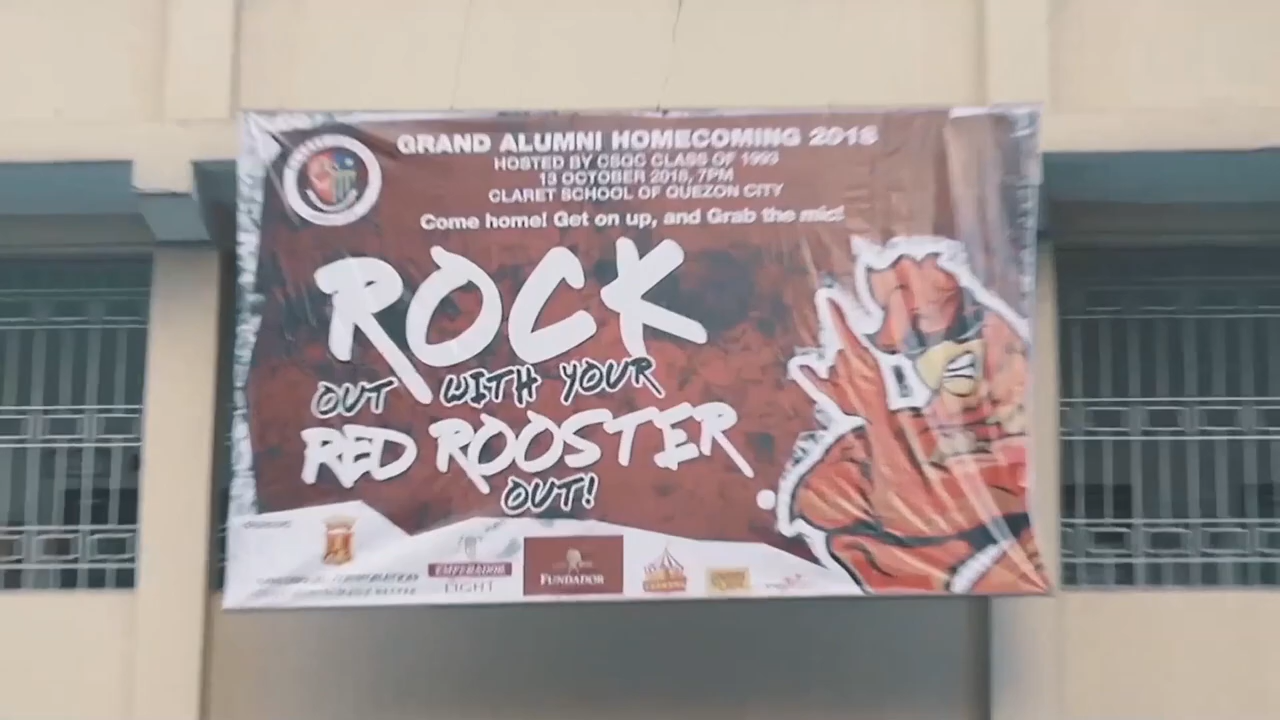 GRAND ALUMNI HOMECOMING 2018
HOSTED BY CSQC CLASS OF 1993
13 OCTOBER 2018, 7PM
CLARET SCHOOL OF QUEZON CITY
Come home! Get on up, and Grab the mic!
ROCK
OUT WITH YOUR
RED ROOSTER
OUT!
EMPERADOR
LIGHT
FUNDADOR